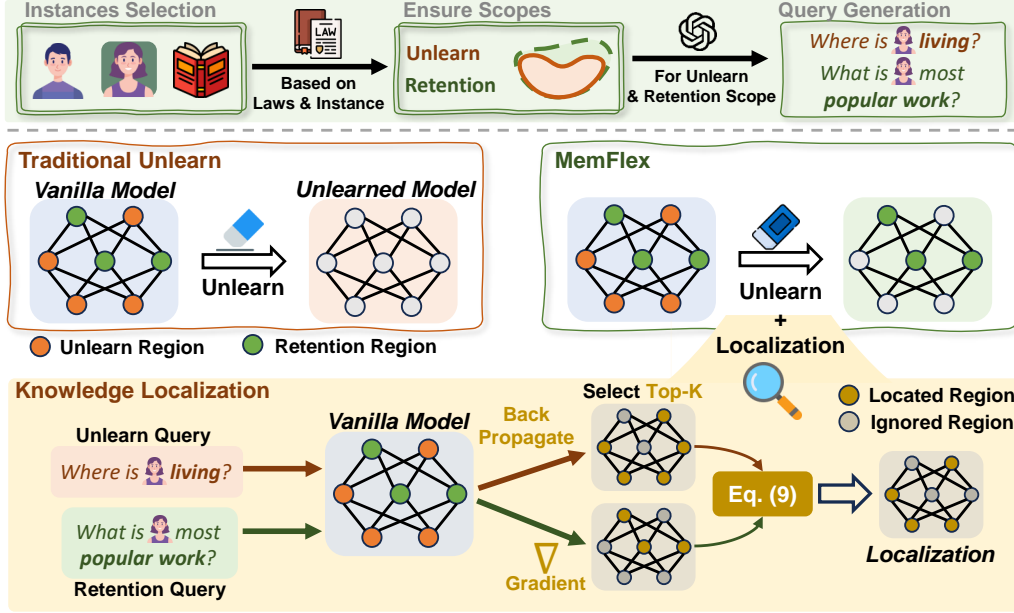 Instances Selection
Based on
Laws & Instance
LAW
Ensure Scopes
Unlearn
Retention
For Unlearn
& Retention Scope
Query Generation
Where is living?
What is most
popular work?
Traditional Unlearn
Vanilla Model
Unlearned Model
Unlearn
Unlearn Region
Retention Region
MemFlex
Unlearn
+
Localization
Knowledge Localization
Unlearn Query
Where is living?
What is most
popular work?
Retention Query
Vanilla Model
Back
Propagate
∇
Gradient
Select Top-K
Eq. (9)
Located Region
Ignored Region
Localization